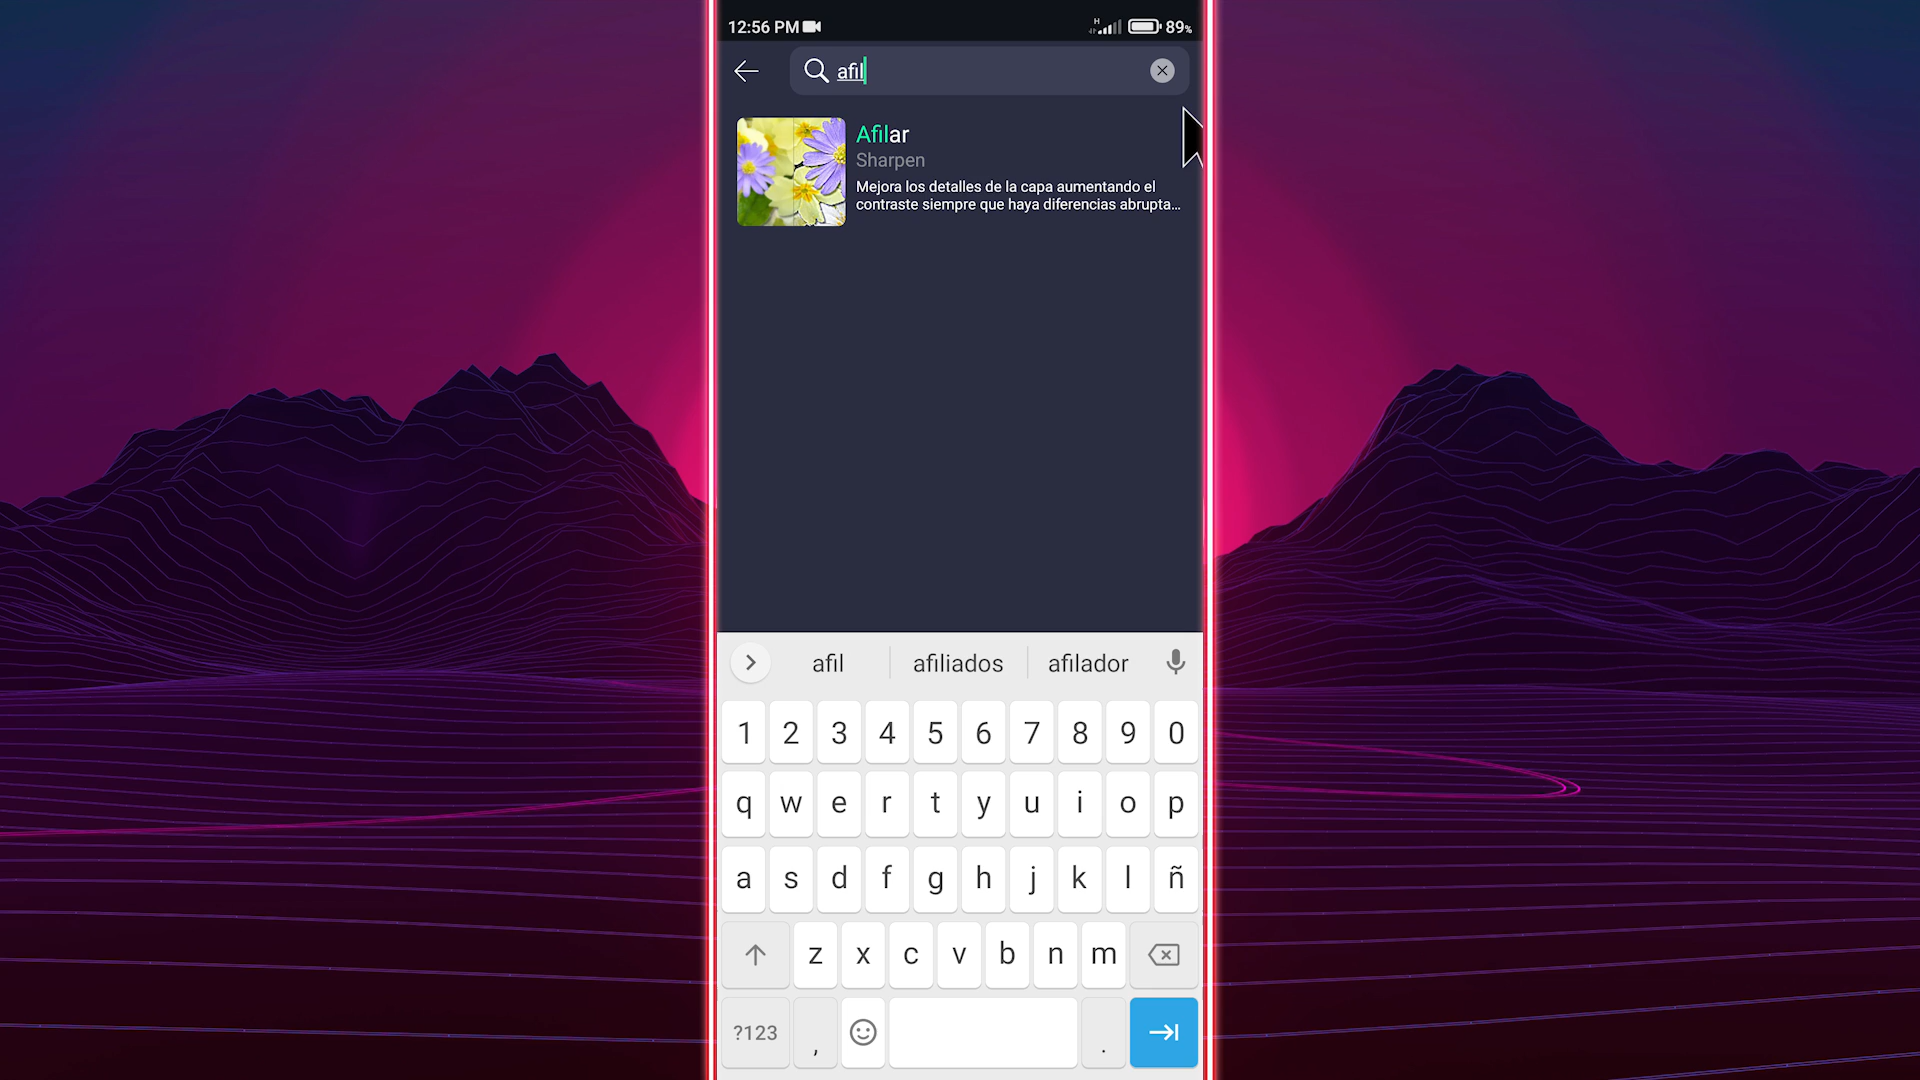 12:56 PM H 89%
afil
Afilar
Sharpen
Mejora los detalles de la capa aumentando el
contraste siempre que haya diferencias abrupta...
afil afiliados afilador
1 2 3 4 5 6 7 8 9 0
q w e r t y u i o p
a s d f g h j k l ñ
z x c v b n m
?123 , .